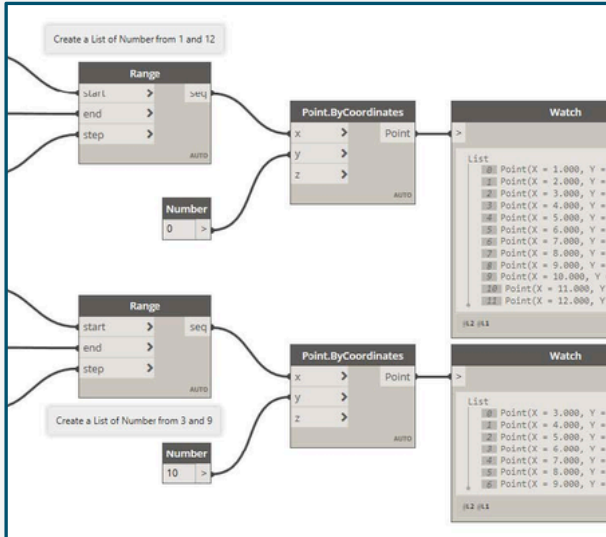 Create a List of Number from 1 and 12
Range
start > seq
end >
step >
AUTO
Number
0 >
Point.ByCoordinates
x > Point
y >
z >
AUTO
Watch
>
List
0 Point(X = 1.000, Y =
1 Point(X = 2.000, Y =
2 Point(X = 3.000, Y =
3 Point(X = 4.000, Y =
4 Point(X = 5.000, Y =
5 Point(X = 6.000, Y =
6 Point(X = 7.000, Y =
7 Point(X = 8.000, Y =
8 Point(X = 9.000, Y =
9 Point(X = 10.000, Y
10 Point(X = 11.000, Y
11 Point(X = 12.000, Y
@L2 @L1
Range
start > seq
end >
step >
AUTO
Create a List of Number from 3 and 9
Number
10 >
Point.ByCoordinates
x > Point
y >
z >
AUTO
Watch
>
List
0 Point(X = 3.000, Y =
1 Point(X = 4.000, Y =
2 Point(X = 5.000, Y =
3 Point(X = 6.000, Y =
4 Point(X = 7.000, Y =
5 Point(X = 8.000, Y =
6 Point(X = 9.000, Y =
@L2 @L1